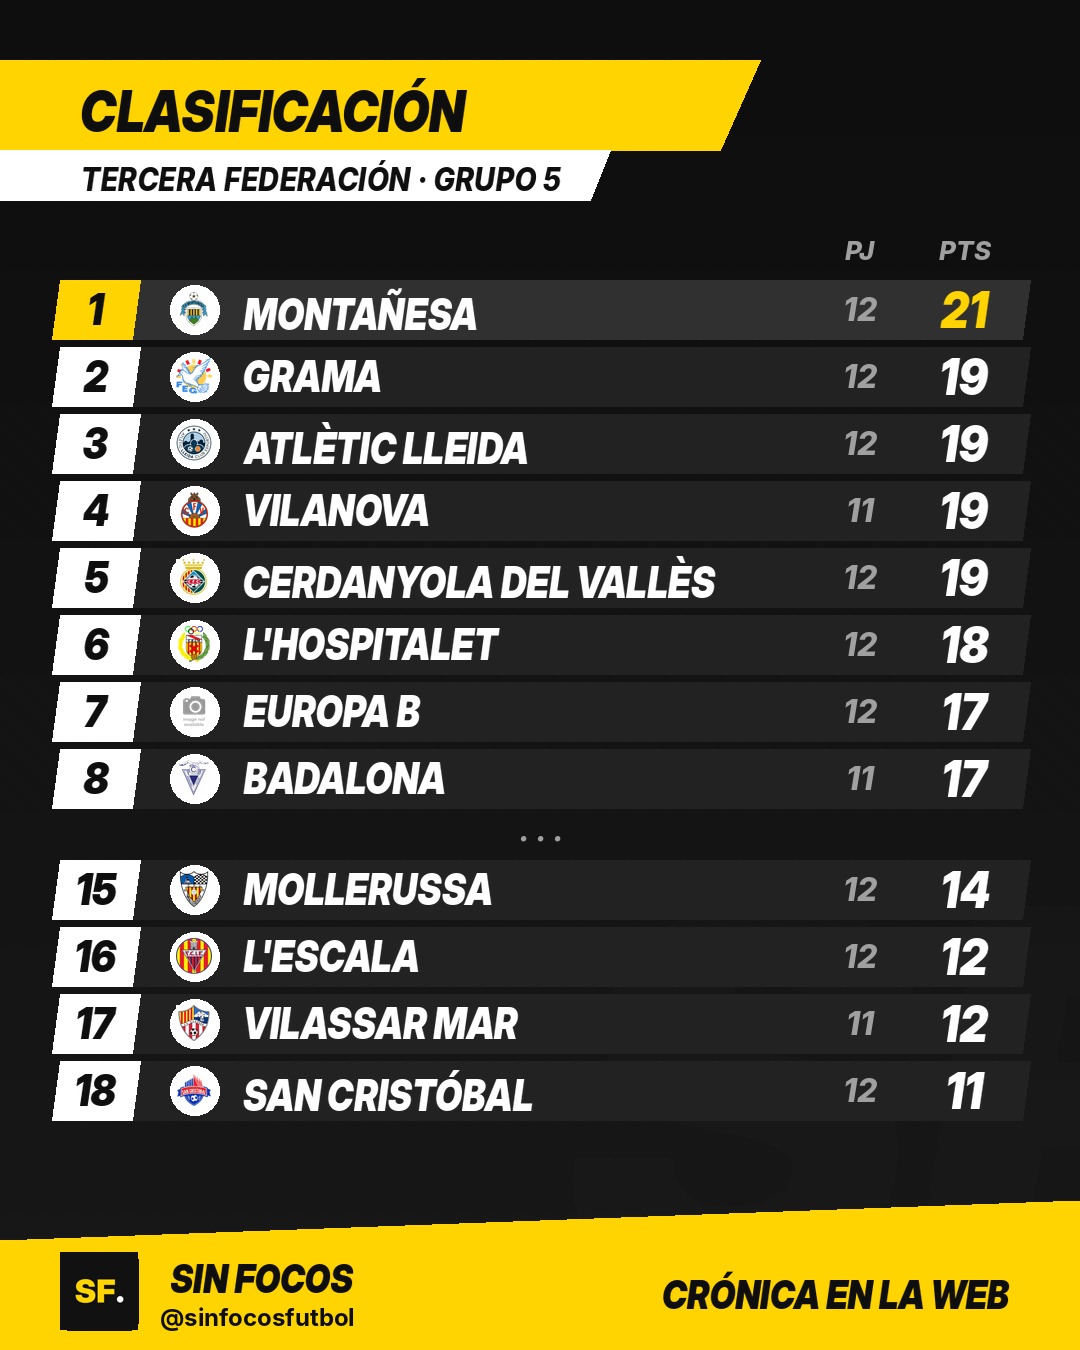 CLASIFICACIÓN
TERCERA FEDERACIÓN · GRUPO 5
PJ PTS
1 MONTAÑESA 12 21
2 GRAMA 12 19
3 ATLÈTIC LLEIDA 12 19
4 VILANOVA 11 19
5 CERDANYOLA DEL VALLÈS 12 19
6 L'HOSPITALET 12 18
7 EUROPA B 12 17
8 BADALONA 11 17
...
15 MOLLERUSSA 12 14
16 L'ESCALA 12 12
17 VILASSAR MAR 11 12
18 SAN CRISTÓBAL 12 11
SF. SIN FOCOS
@sinfocosfutbol
CRÓNICA EN LA WEB